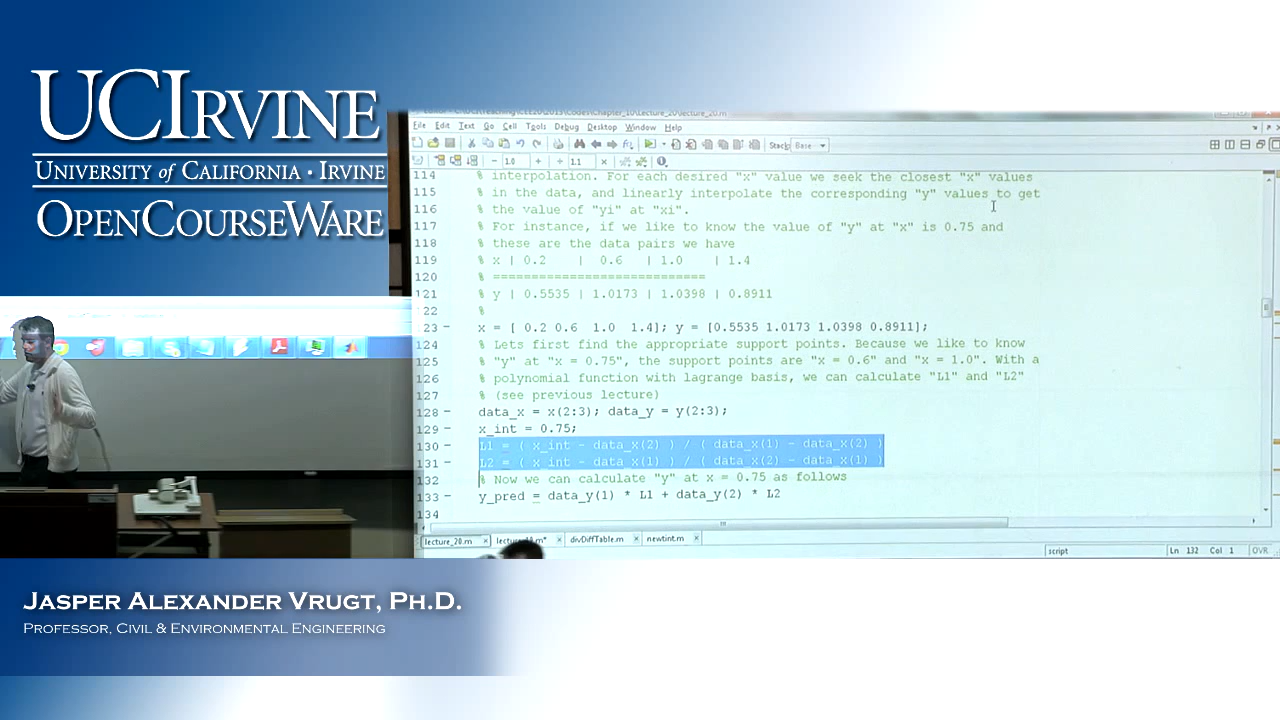 UCIRVINE
UNIVERSITY of CALIFORNIA · IRVINE
OPENCOURSEWARE
File Edit Text Go Cell Tools Debug Desktop Window Help
Stack: Base
1.0 + ÷ 1.1 ×
114 % interpolation. For each desired "x" value we seek the closest "x" values
115 % in the data, and linearly interpolate the corresponding "y" values to get
116 % the value of "yi" at "xi".
117 % For instance, if we like to know the value of "y" at "x" is 0.75 and
118 % these are the data pairs we have
119 % x | 0.2 | 0.6 | 1.0 | 1.4
120 % ===========================
121 % y | 0.5535 | 1.0173 | 1.0398 | 0.8911
122 %
123 - x = [ 0.2 0.6 1.0 1.4]; y = [0.5535 1.0173 1.0398 0.8911];
124 % Lets first find the appropriate support points. Because we like to know
125 % "y" at "x = 0.75", the support points are "x = 0.6" and "x = 1.0". With a
126 % polynomial function with lagrange basis, we can calculate "L1" and "L2"
127 % (see previous lecture)
128 - data_x = x(2:3); data_y = y(2:3);
129 - x_int = 0.75;
130 - L1 = ( x_int - data_x(2) ) / ( data_x(1) - data_x(2) )
131 - L2 = ( x_int - data_x(1) ) / ( data_x(2) - data_x(1) )
132 % Now we can calculate "y" at x = 0.75 as follows
133 - y_pred = data_y(1) * L1 + data_y(2) * L2
134
lecture_20.m × × divDiffTable.m × newtint.m ×
script Ln 132 Col 1 OVR
JASPER ALEXANDER VRUGT, PH.D.
PROFESSOR, CIVIL & ENVIRONMENTAL ENGINEERING